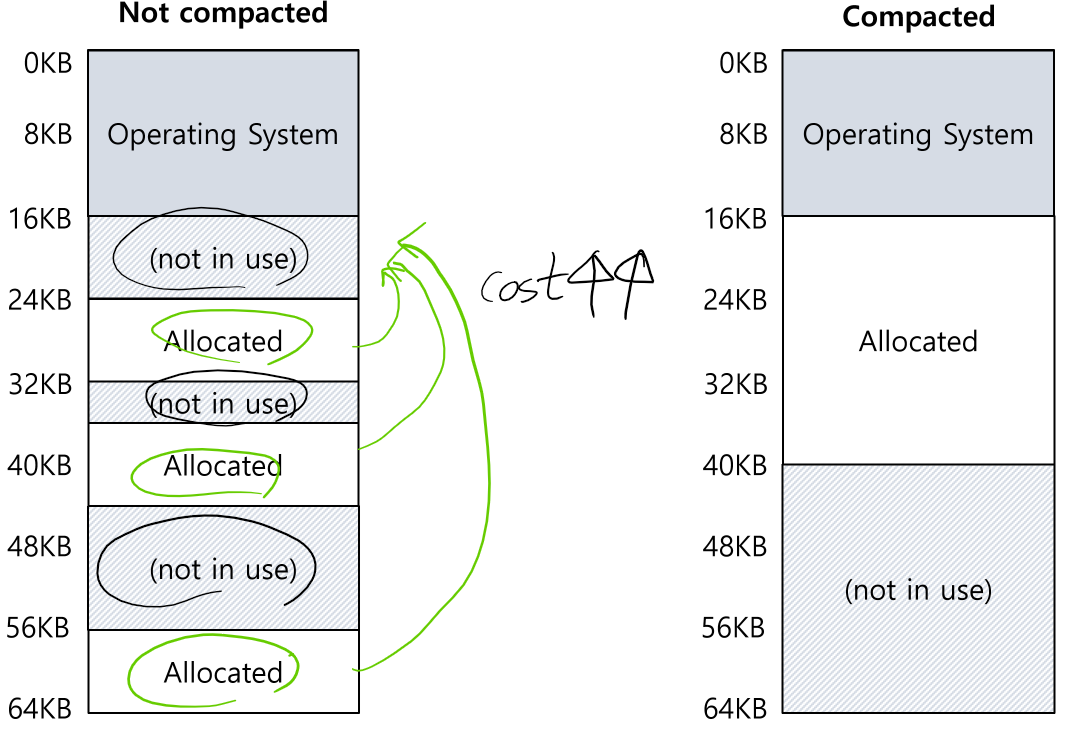 Not compacted
0KB
8KB
Operating System
16KB
(not in use)
24KB
Allocated
32KB
(not in use)
40KB
Allocated
48KB
(not in use)
56KB
Allocated
64KB
cost↑↑
Compacted
0KB
8KB
Operating System
16KB
24KB
Allocated
32KB
40KB
48KB
(not in use)
56KB
64KB